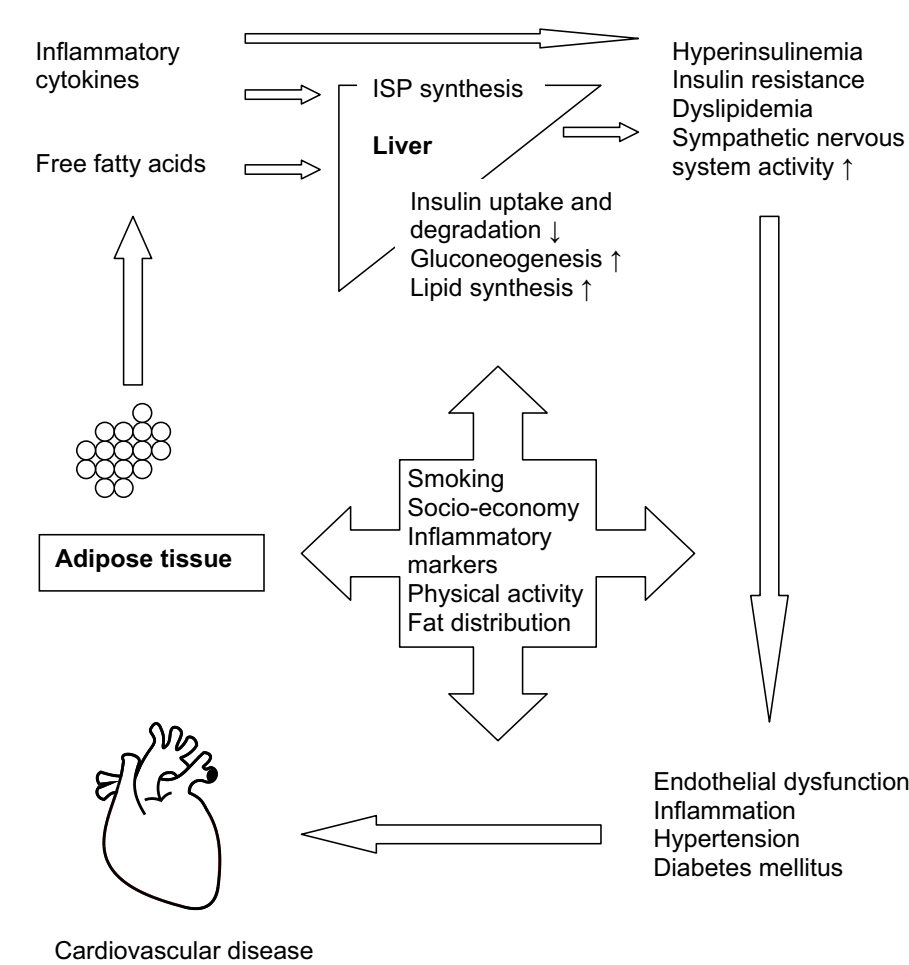 Inflammatory
cytokines
Free fatty acids
ISP synthesis
Liver
Insulin uptake and
degradation ↓
Gluconeogenesis ↑
Lipid synthesis ↑
Hyperinsulinemia
Insulin resistance
Dyslipidemia
Sympathetic nervous
system activity ↑
Adipose tissue
Smoking
Socio-economy
Inflammatory
markers
Physical activity
Fat distribution
Endothelial dysfunction
Inflammation
Hypertension
Diabetes mellitus
Cardiovascular disease